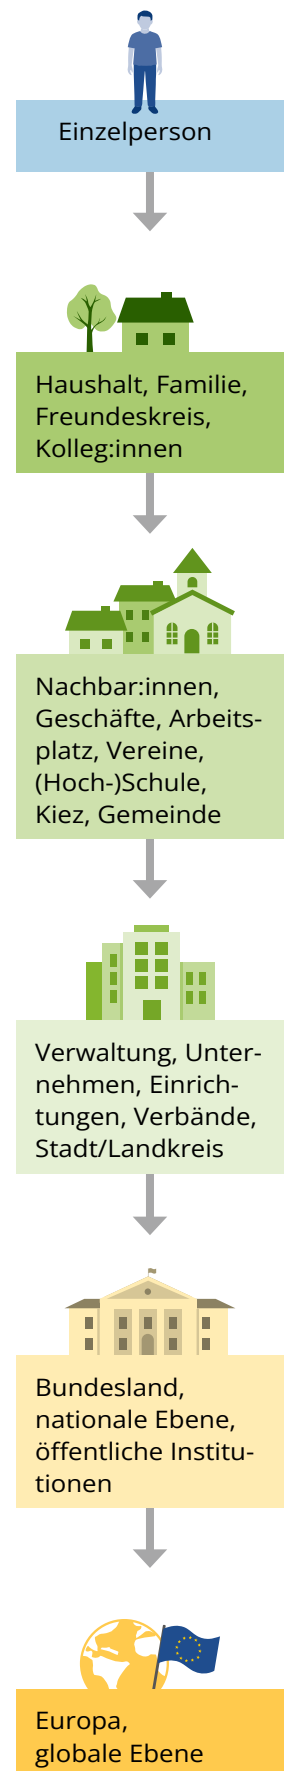 Einzelperson
Haushalt, Familie,
Freundeskreis,
Kolleg:innen
Nachbar:innen,
Geschäfte, Arbeits-
platz, Vereine,
(Hoch-)Schule,
Kiez, Gemeinde
Verwaltung, Unter-
nehmen, Einrich-
tungen, Verbände,
Stadt/Landkreis
Bundesland,
nationale Ebene,
öffentliche Institu-
tionen
Europa,
globale Ebene